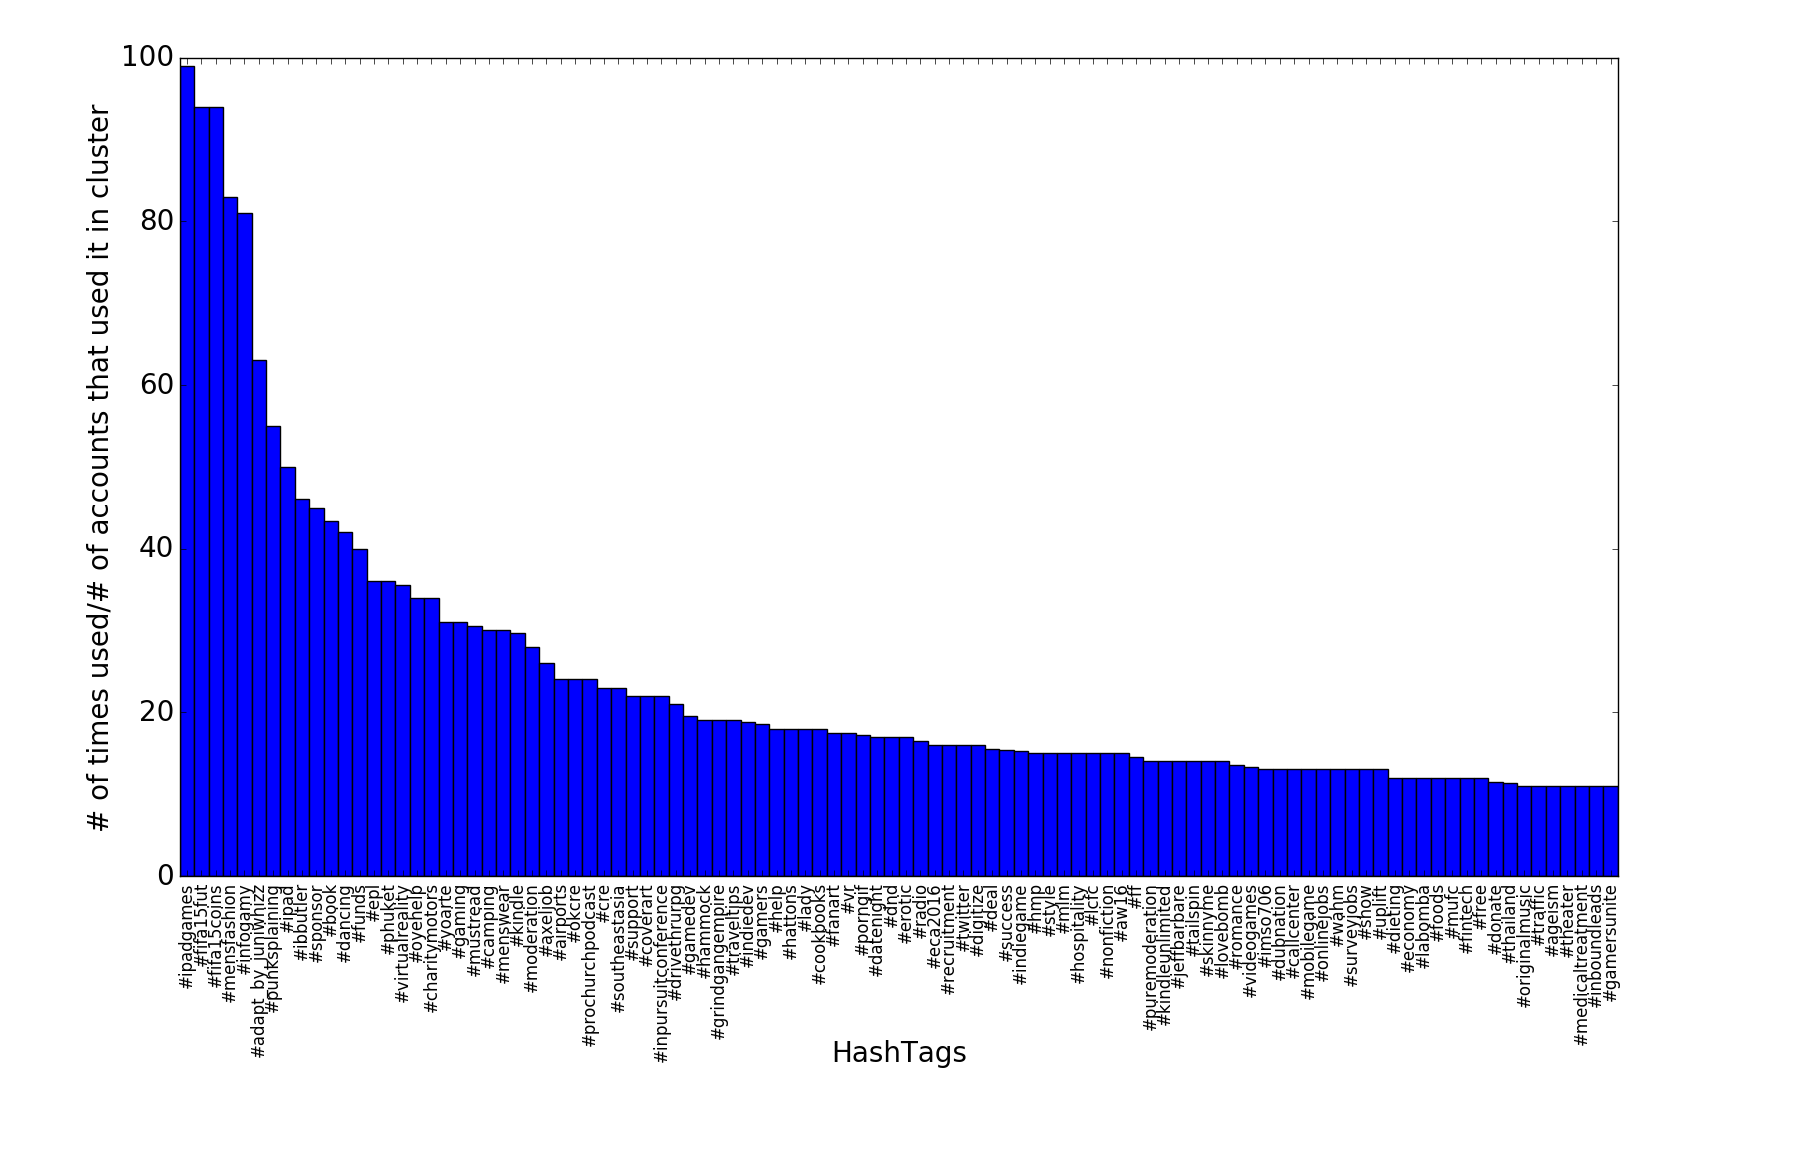 100
80
60
40
20
0
# of times used/# of accounts that used it in cluster
#ipadgames
#fifa15fut
#fifa15coins
#mensfashion
#infogamy
#adapt_by_juniwhizz
#punksplaining
#ipad
#ibbutler
#sponsor
#book
#dancing
#funds
#epl
#phuket
#virtualreality
#oyehelp
#charitymotors
#yoarte
#gaming
#mustread
#camping
#menswear
#kindle
#moderation
#axeljob
#airports
#okcre
#prochurchpodcast
#cre
#southeastasia
#support
#coverart
#inpursuitconference
#drivethrurpg
#gamedev
#hammock
#grindgangempire
#traveltips
#indiedev
#gamers
#help
#hattons
#lady
#cookbooks
#fanart
#vr
#porngif
#datenight
#dnd
#erotic
#radio
#eca2016
#recruitment
#twitter
#digitize
#deal
#success
#indiegame
#hmp
#style
#mlm
#hospitality
#lcfc
#nonfiction
#aw16
#ff
#puremoderation
#kindleunlimited
#jeffbarbare
#tailspin
#skinnyme
#lovebomb
#romance
#videogames
#imso706
#dubnation
#callcenter
#mobilegame
#onlinejobs
#wahm
#surveyjobs
#show
#uplift
#dieting
#economy
#labomba
#foods
#mufc
#fintech
#free
#donate
#thailand
#originalmusic
#traffic
#ageism
#theater
#medicaltreatment
#inboundleads
#gamersunite
HashTags